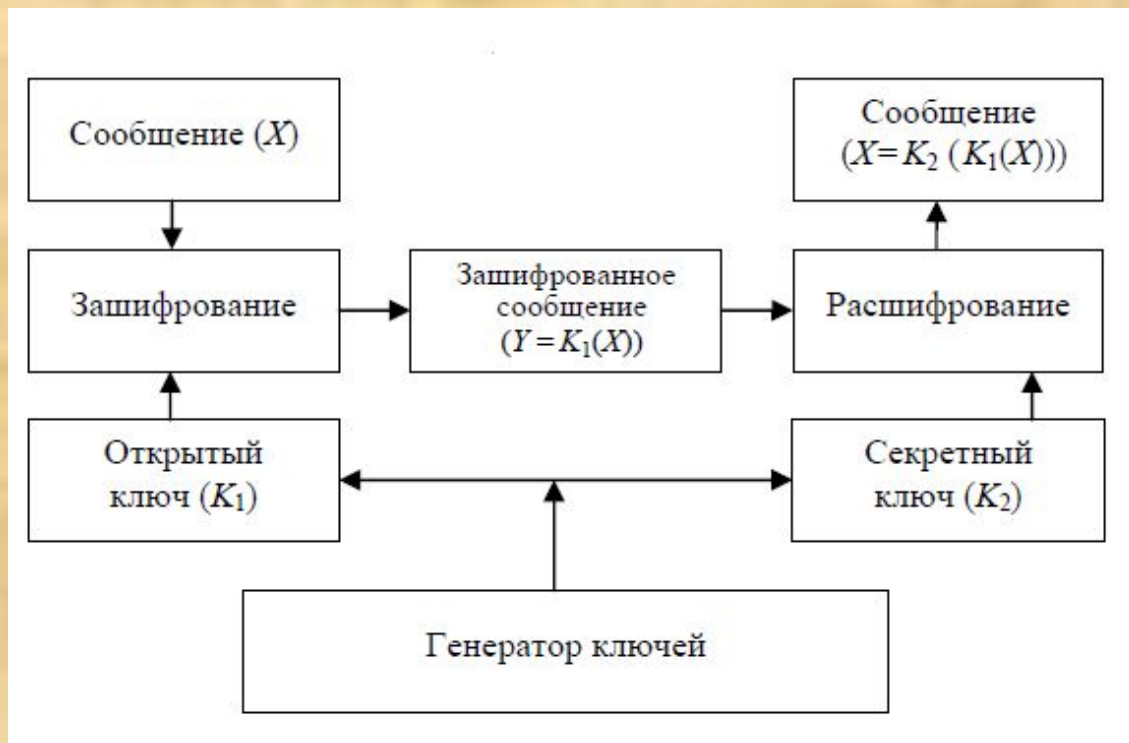 Сообщение (X)
Сообщение
(X = K₂ (K₁(X)))
Зашифрование
Зашифрованное
сообщение
(Y = K₁(X))
Расшифрование
Открытый
ключ (K₁)
Секретный
ключ (K₂)
Генератор ключей